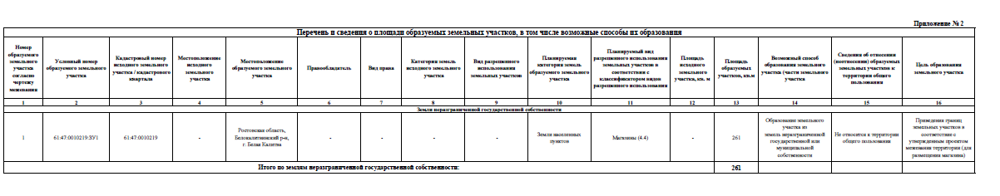 Приложение № 2
Перечень и сведения о площади образуемых земельных участков, в том числе возможные способы их образования
Номер образуемого земельного участка согласно чертежу межевания
Условный номер образуемого земельного участка
Кадастровый номер исходного земельного участка / кадастрового квартала
Местоположение исходного земельного участка
Местоположение образуемого земельного участка
Правообладатель
Вид права
Категория земель исходного земельного участка
Вид разрешенного использования земельных участков
Планируемая категория земель образуемого земельного участка
Планируемый вид разрешенного использования земельных участков в соответствии с классификатором видов разрешенного использования
Площадь исходного земельного участка, кв. м
Площадь образуемых участков, кв.м
Возможный способ образования земельного участка (части земельного участка
Сведения об отнесении (неотнесении) образуемых земельных участков к территории общего пользования
Цель образования земельного участка
1 2 3 4 5 6 7 8 9 10 11 12 13 14 15 16
Земли неразграниченной государственной собственности
1
61:47:0010219:ЗУ1
61:47:0010219
-
Ростовская область, Белокалитвинский р-н, г. Белая Калитва
-
-
-
-
Земли населенных пунктов
Магазины (4.4)
-
261
Образование земельного участка из земель неразграниченной государственной или муниципальной собственности
Не относится к территории общего пользования
Приведения границ земельных участков в соответствие с утвержденным проектом межевания территории (для размещения магазина)
Итого по землям неразграниченной государственной собственности: 261